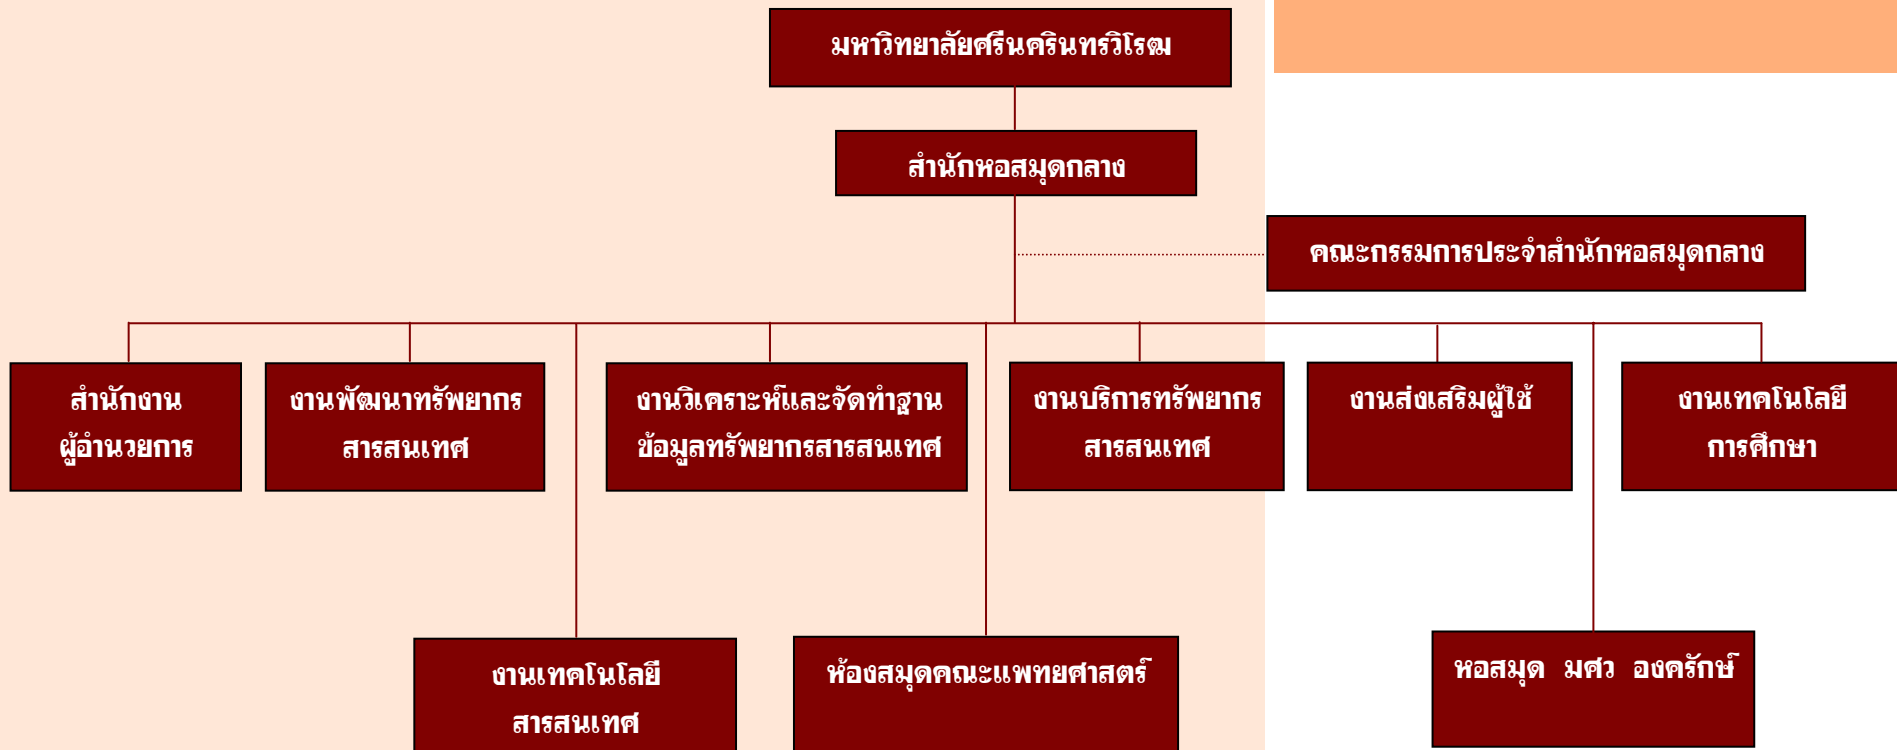 มหาวิทยาลัยศรีนครินทรวิโรฒ
สำนักหอสมุดกลาง
คณะกรรมการประจำสำนักหอสมุดกลาง
สำนักงาน
ผู้อำนวยการ
งานพัฒนาทรัพยากร
สารสนเทศ
งานวิเคราะห์และจัดทำฐาน
ข้อมูลทรัพยากรสารสนเทศ
งานบริการทรัพยากร
สารสนเทศ
งานส่งเสริมผู้ใช้
งานเทคโนโลยี
การศึกษา
งานเทคโนโลยี
สารสนเทศ
ห้องสมุดคณะแพทยศาสตร์
หอสมุด มศว องครักษ์